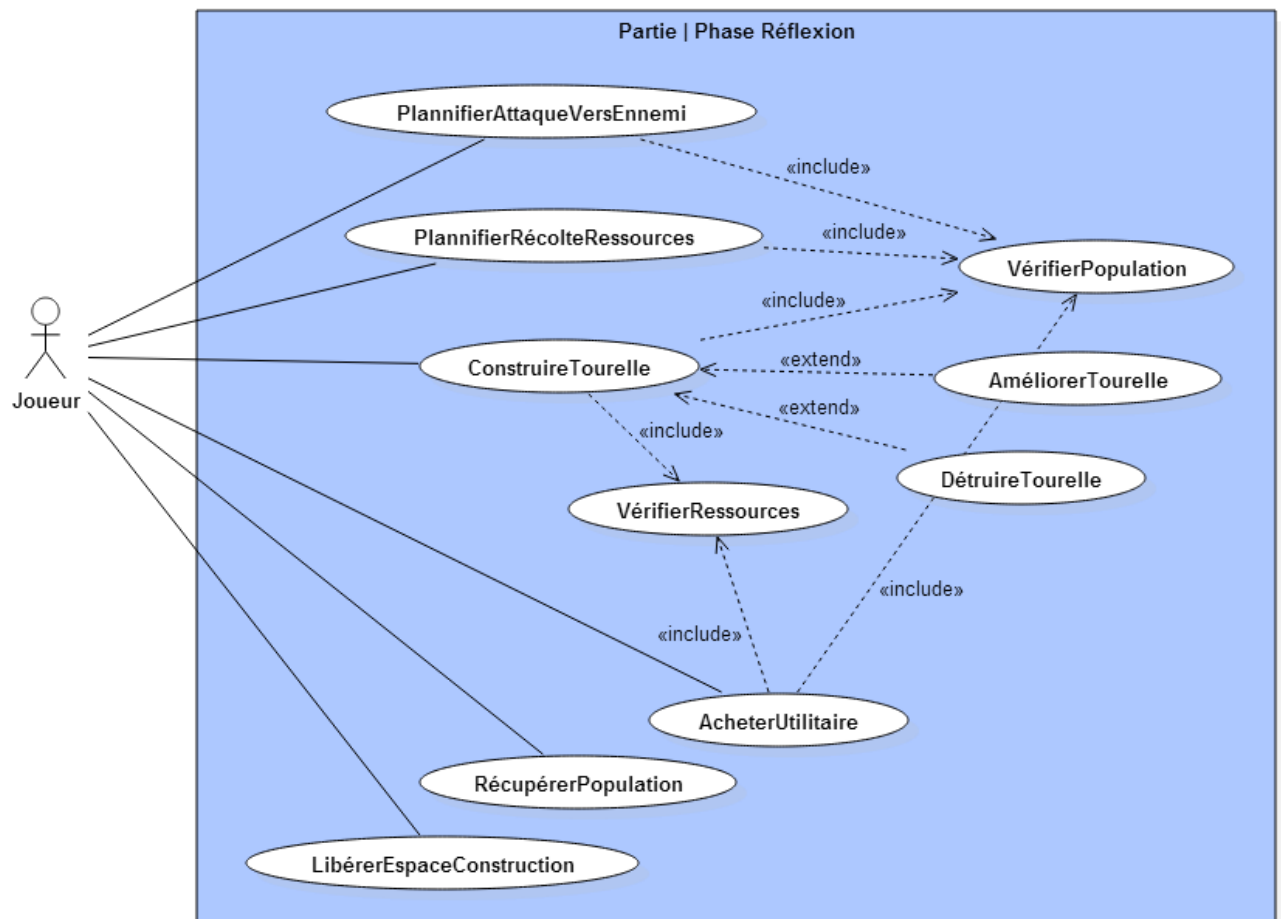 Partie | Phase Réflexion
PlannifierAttaqueVersEnnemi
«include»
PlannifierRécolteRessources
«include»
VérifierPopulation
«include»
ConstruireTourelle
«extend»
AméliorerTourelle
Joueur
«extend»
«include»
DétruireTourelle
VérifierRessources
«include»
«include»
AcheterUtilitaire
RécupérerPopulation
LibérerEspaceConstruction